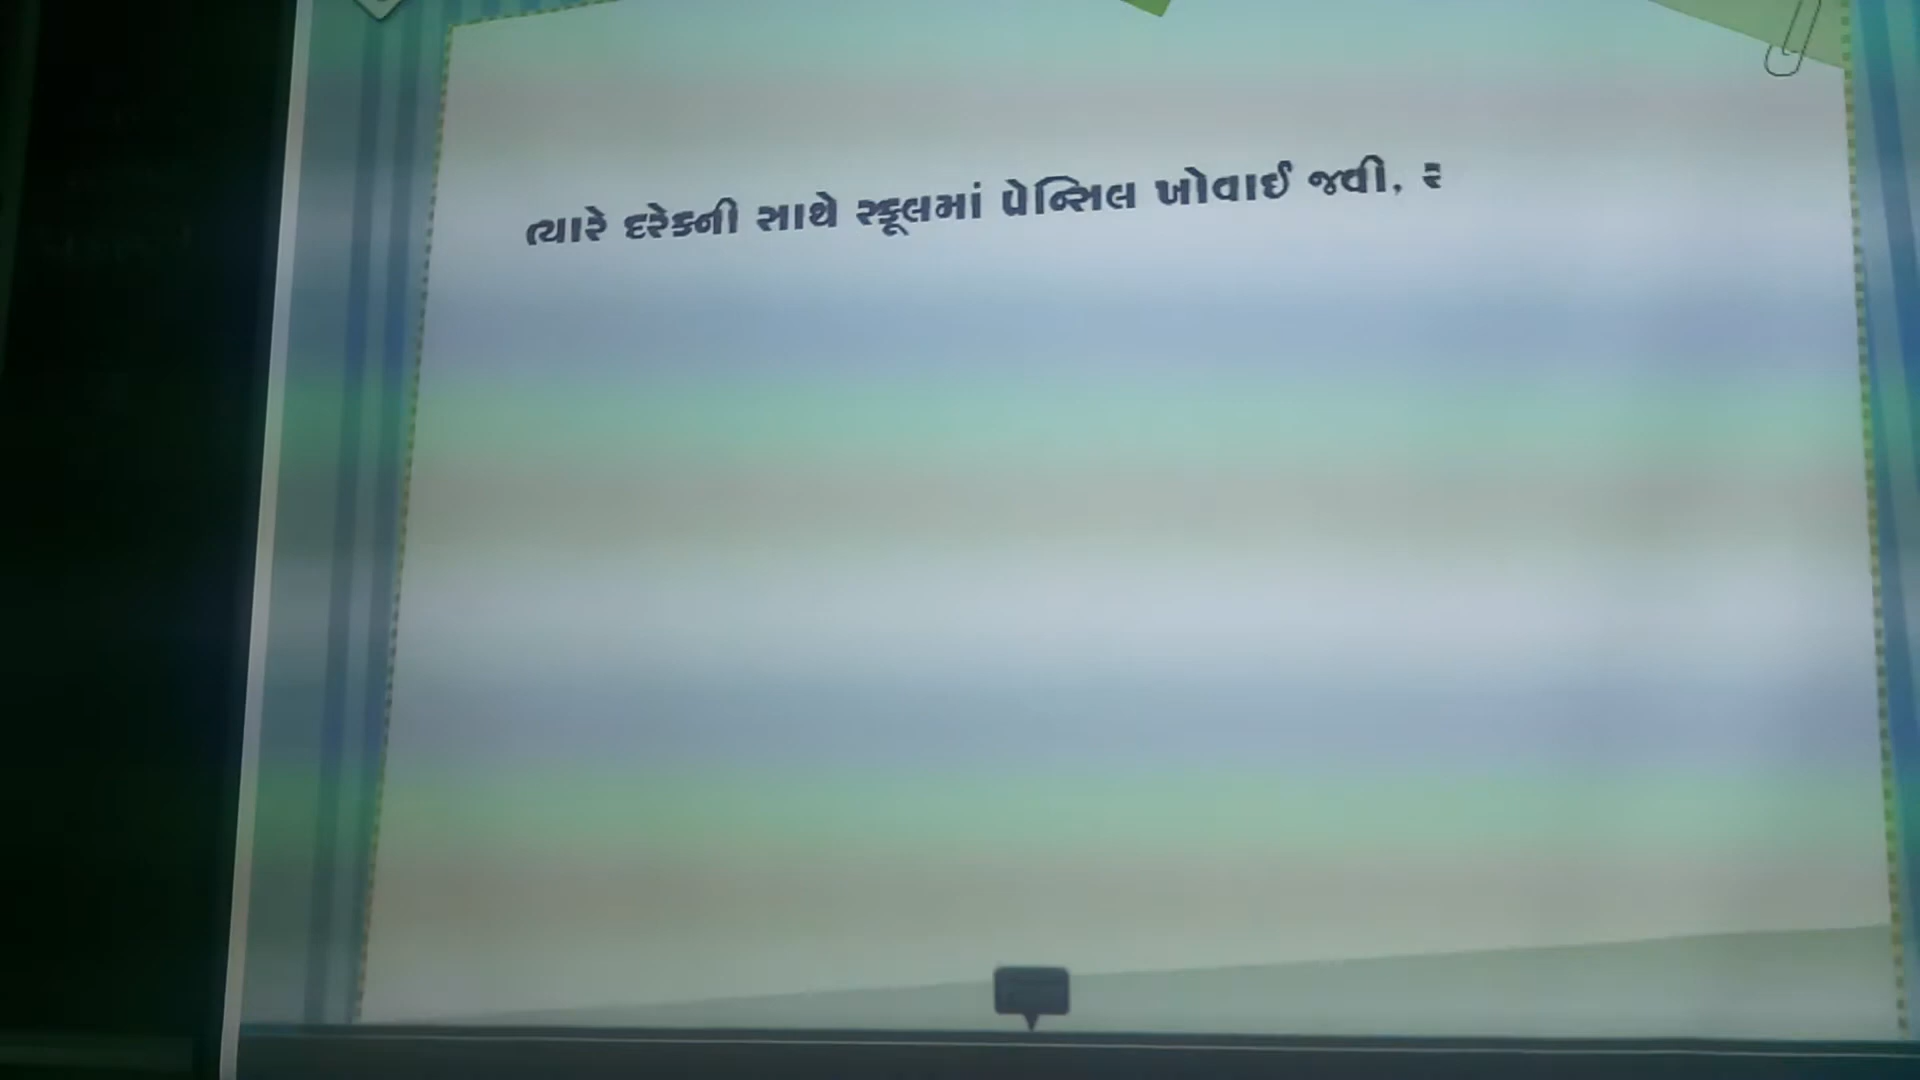 ત્યારે દરેકની સાથે સ્કૂલમાં પેન્સિલ ખોવાઈ જવી,